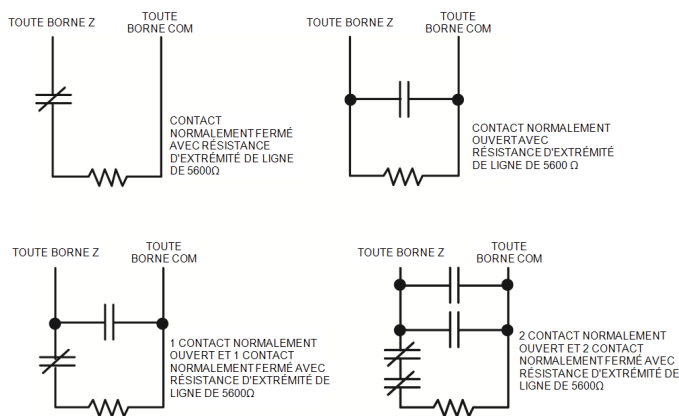 TOUTE BORNE Z
TOUTE
BORNE COM
CONTACT
NORMALEMENT FERMÉ
AVEC RÉSISTANCE
D'EXTRÉMITÉ DE LIGNE
DE 5600Ω
TOUTE BORNE Z
TOUTE
BORNE COM
CONTACT NORMALEMENT
OUVERT AVEC
RÉSISTANCE D'EXTRÉMITÉ
DE LIGNE DE 5600 Ω
TOUTE BORNE Z
TOUTE
BORNE COM
1 CONTACT NORMALEMENT
OUVERT ET 1 CONTACT
NORMALEMENT FERMÉ AVEC
RÉSISTANCE D'EXTRÉMITÉ DE
LIGNE DE 5600Ω
TOUTE BORNE Z
TOUTE
BORNE COM
2 CONTACT NORMALEMENT
OUVERT ET 2 CONTACT
NORMALEMENT FERMÉ AVEC
RÉSISTANCE D'EXTRÉMITÉ DE
LIGNE DE 5600Ω